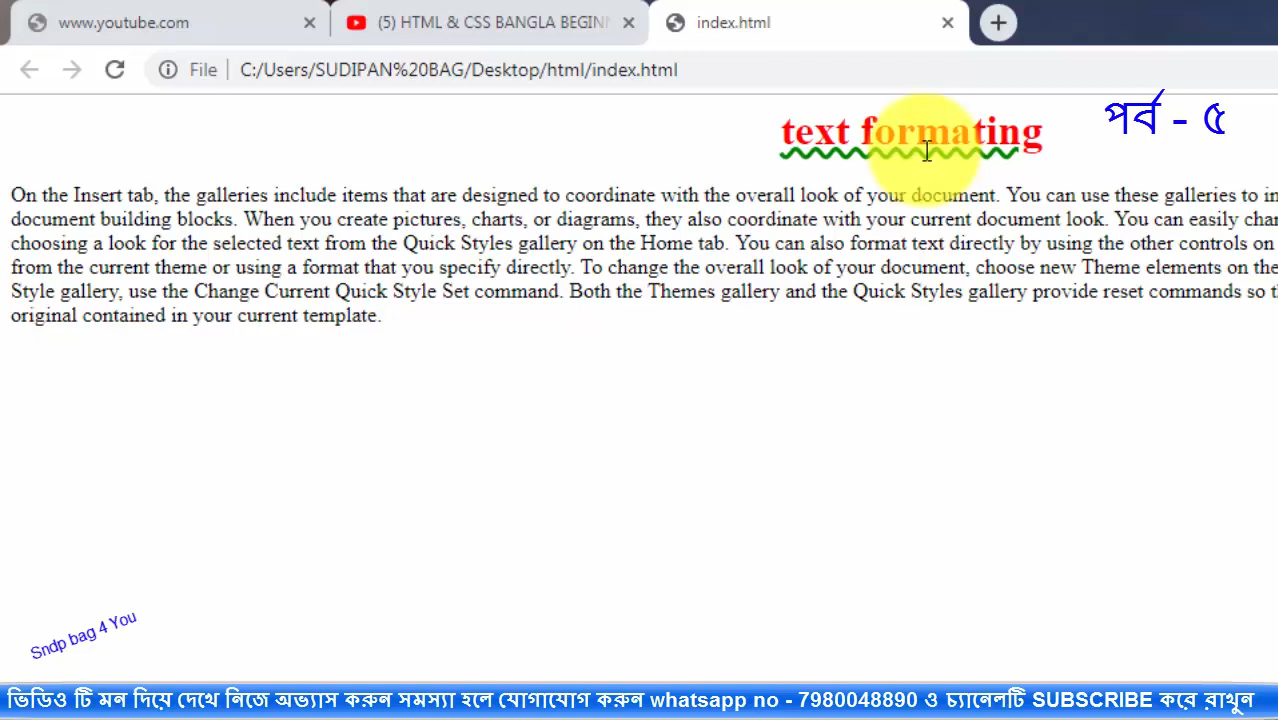 www.youtube.com
(5) HTML & CSS BANGLA BEGINN
index.html
File
C:/Users/SUDIPAN%20BAG/Desktop/html/index.html
text formating
পর্ব - ৫
On the Insert tab, the galleries include items that are designed to coordinate with the overall look of your document. You can use these galleries to
document building blocks. When you create pictures, charts, or diagrams, they also coordinate with your current document look. You can easily
choosing a look for the selected text from the Quick Styles gallery on the Home tab. You can also format text directly by using the other controls on
from the current theme or using a format that you specify directly. To change the overall look of your document, choose new Theme elements on the
Style gallery, use the Change Current Quick Style Set command. Both the Themes gallery and the Quick Styles gallery provide reset commands so
original contained in your current template.
Sndp bag 4 You
ভিডিও টি মন দিয়ে দেখে নিজে অভ্যাস করুন সমস্যা হলে যোগাযোগ করুন whatsapp no - 7980048890 ও চ্যানেলটি SUBSCRIBE করে রাখুন